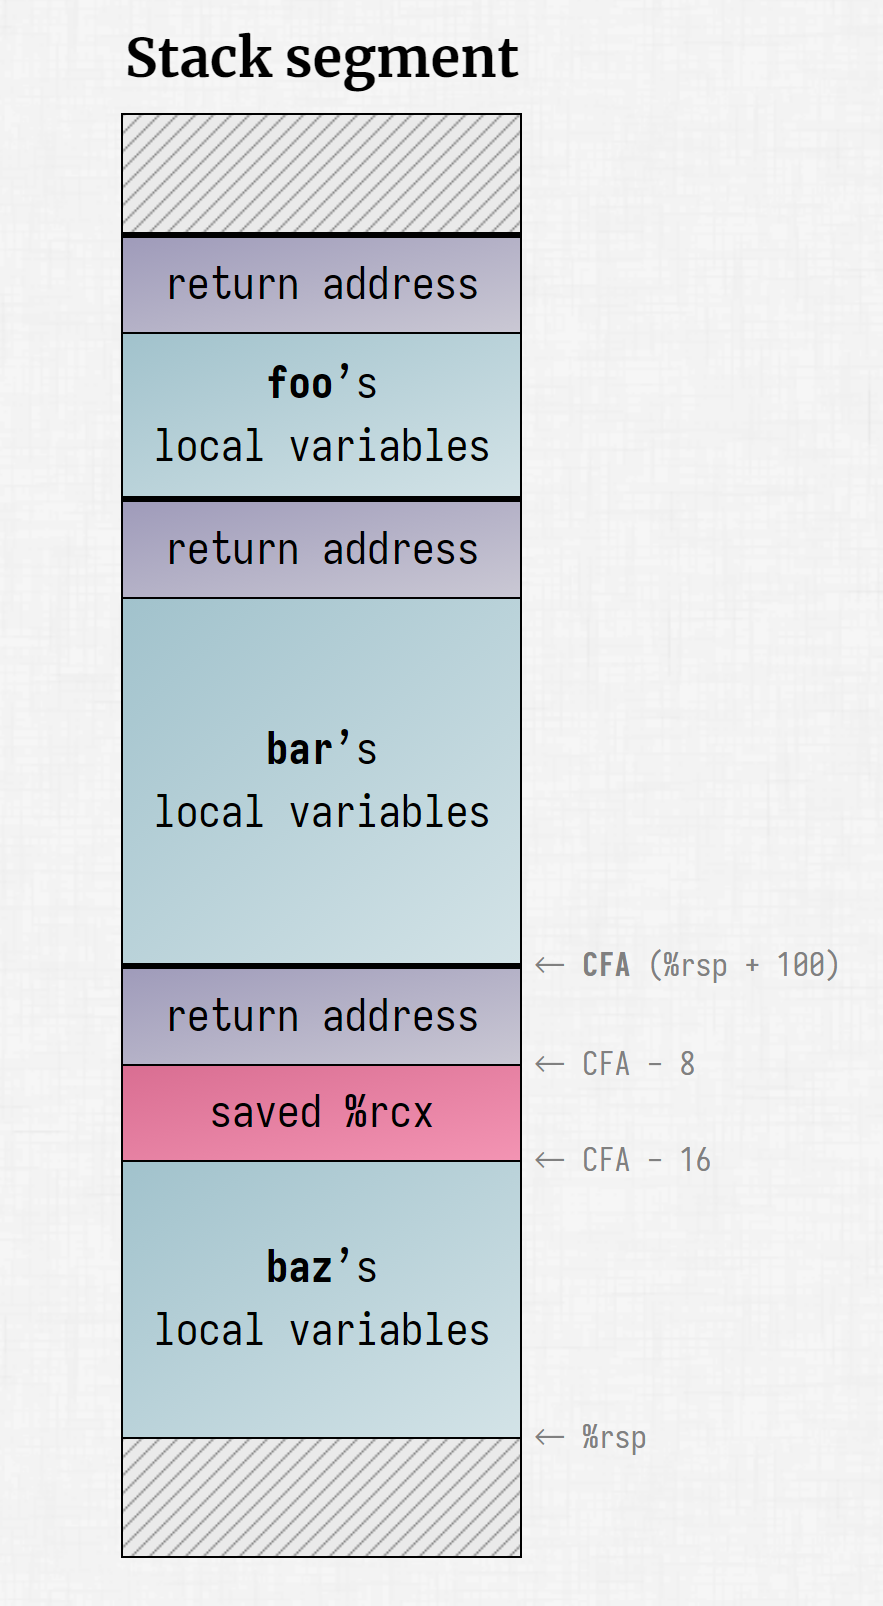 Stack segment
return address
foo’s
local variables
return address
bar’s
local variables
← CFA (%rsp + 100)
return address
← CFA − 8
saved %rcx
← CFA − 16
baz’s
local variables
← %rsp